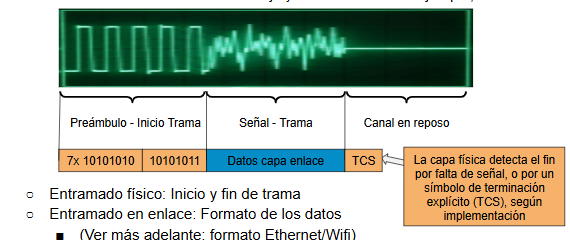 Preámbulo - Inicio Trama
Señal - Trama
Canal en reposo
7x 10101010
10101011
Datos capa enlace
TCS
La capa física detecta el fin
por falta de señal, o por un
símbolo de terminación
explícito (TCS), según
implementación
○ Entramado físico: Inicio y fin de trama
○ Entramado en enlace: Formato de los datos
■ (Ver más adelante: formato Ethernet/Wifi)